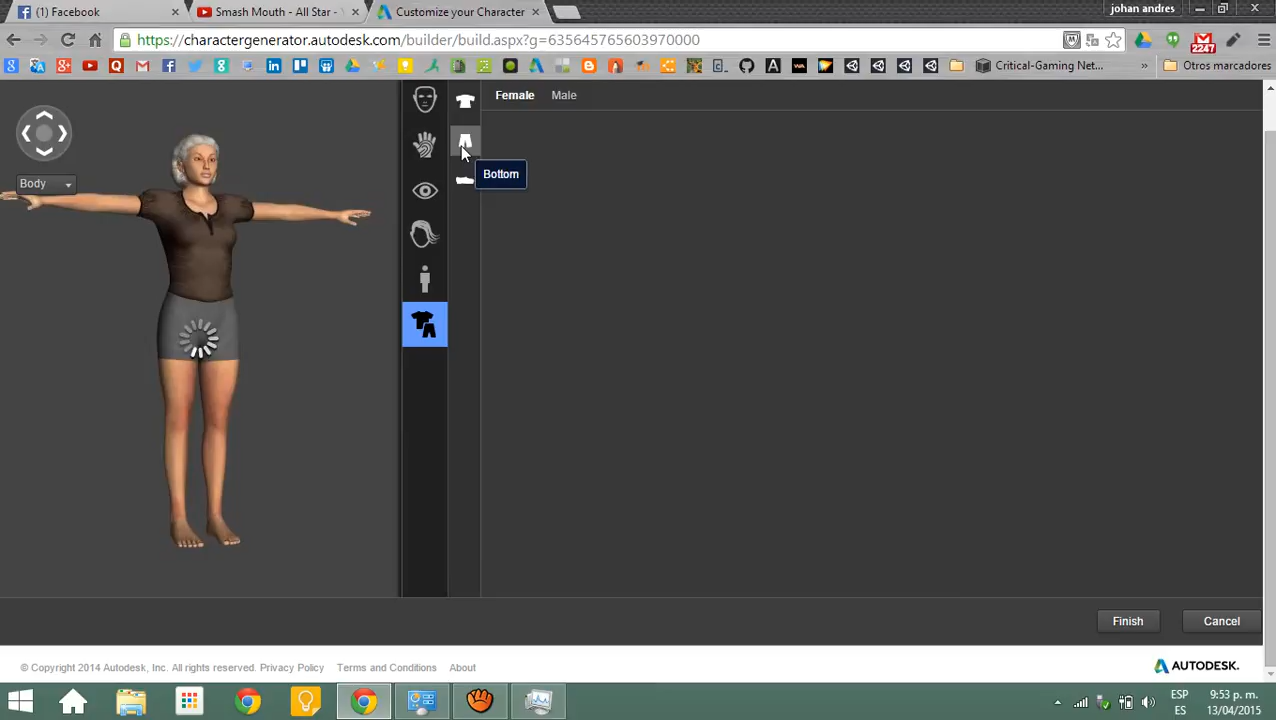 (1) Facebook
Smash Mouth - All Star -
Customize your Character
johan andres
https://charactergenerator.autodesk.com/builder/build.aspx?g=635645765603970000
2247
Critical-Gaming Net...
Otros marcadores
Female Male
Body
Bottom
Finish Cancel
© Copyright 2014 Autodesk, Inc. All rights reserved. Privacy Policy Terms and Conditions About
AUTODESK.
ESP 9:53 p. m.
ES 13/04/2015